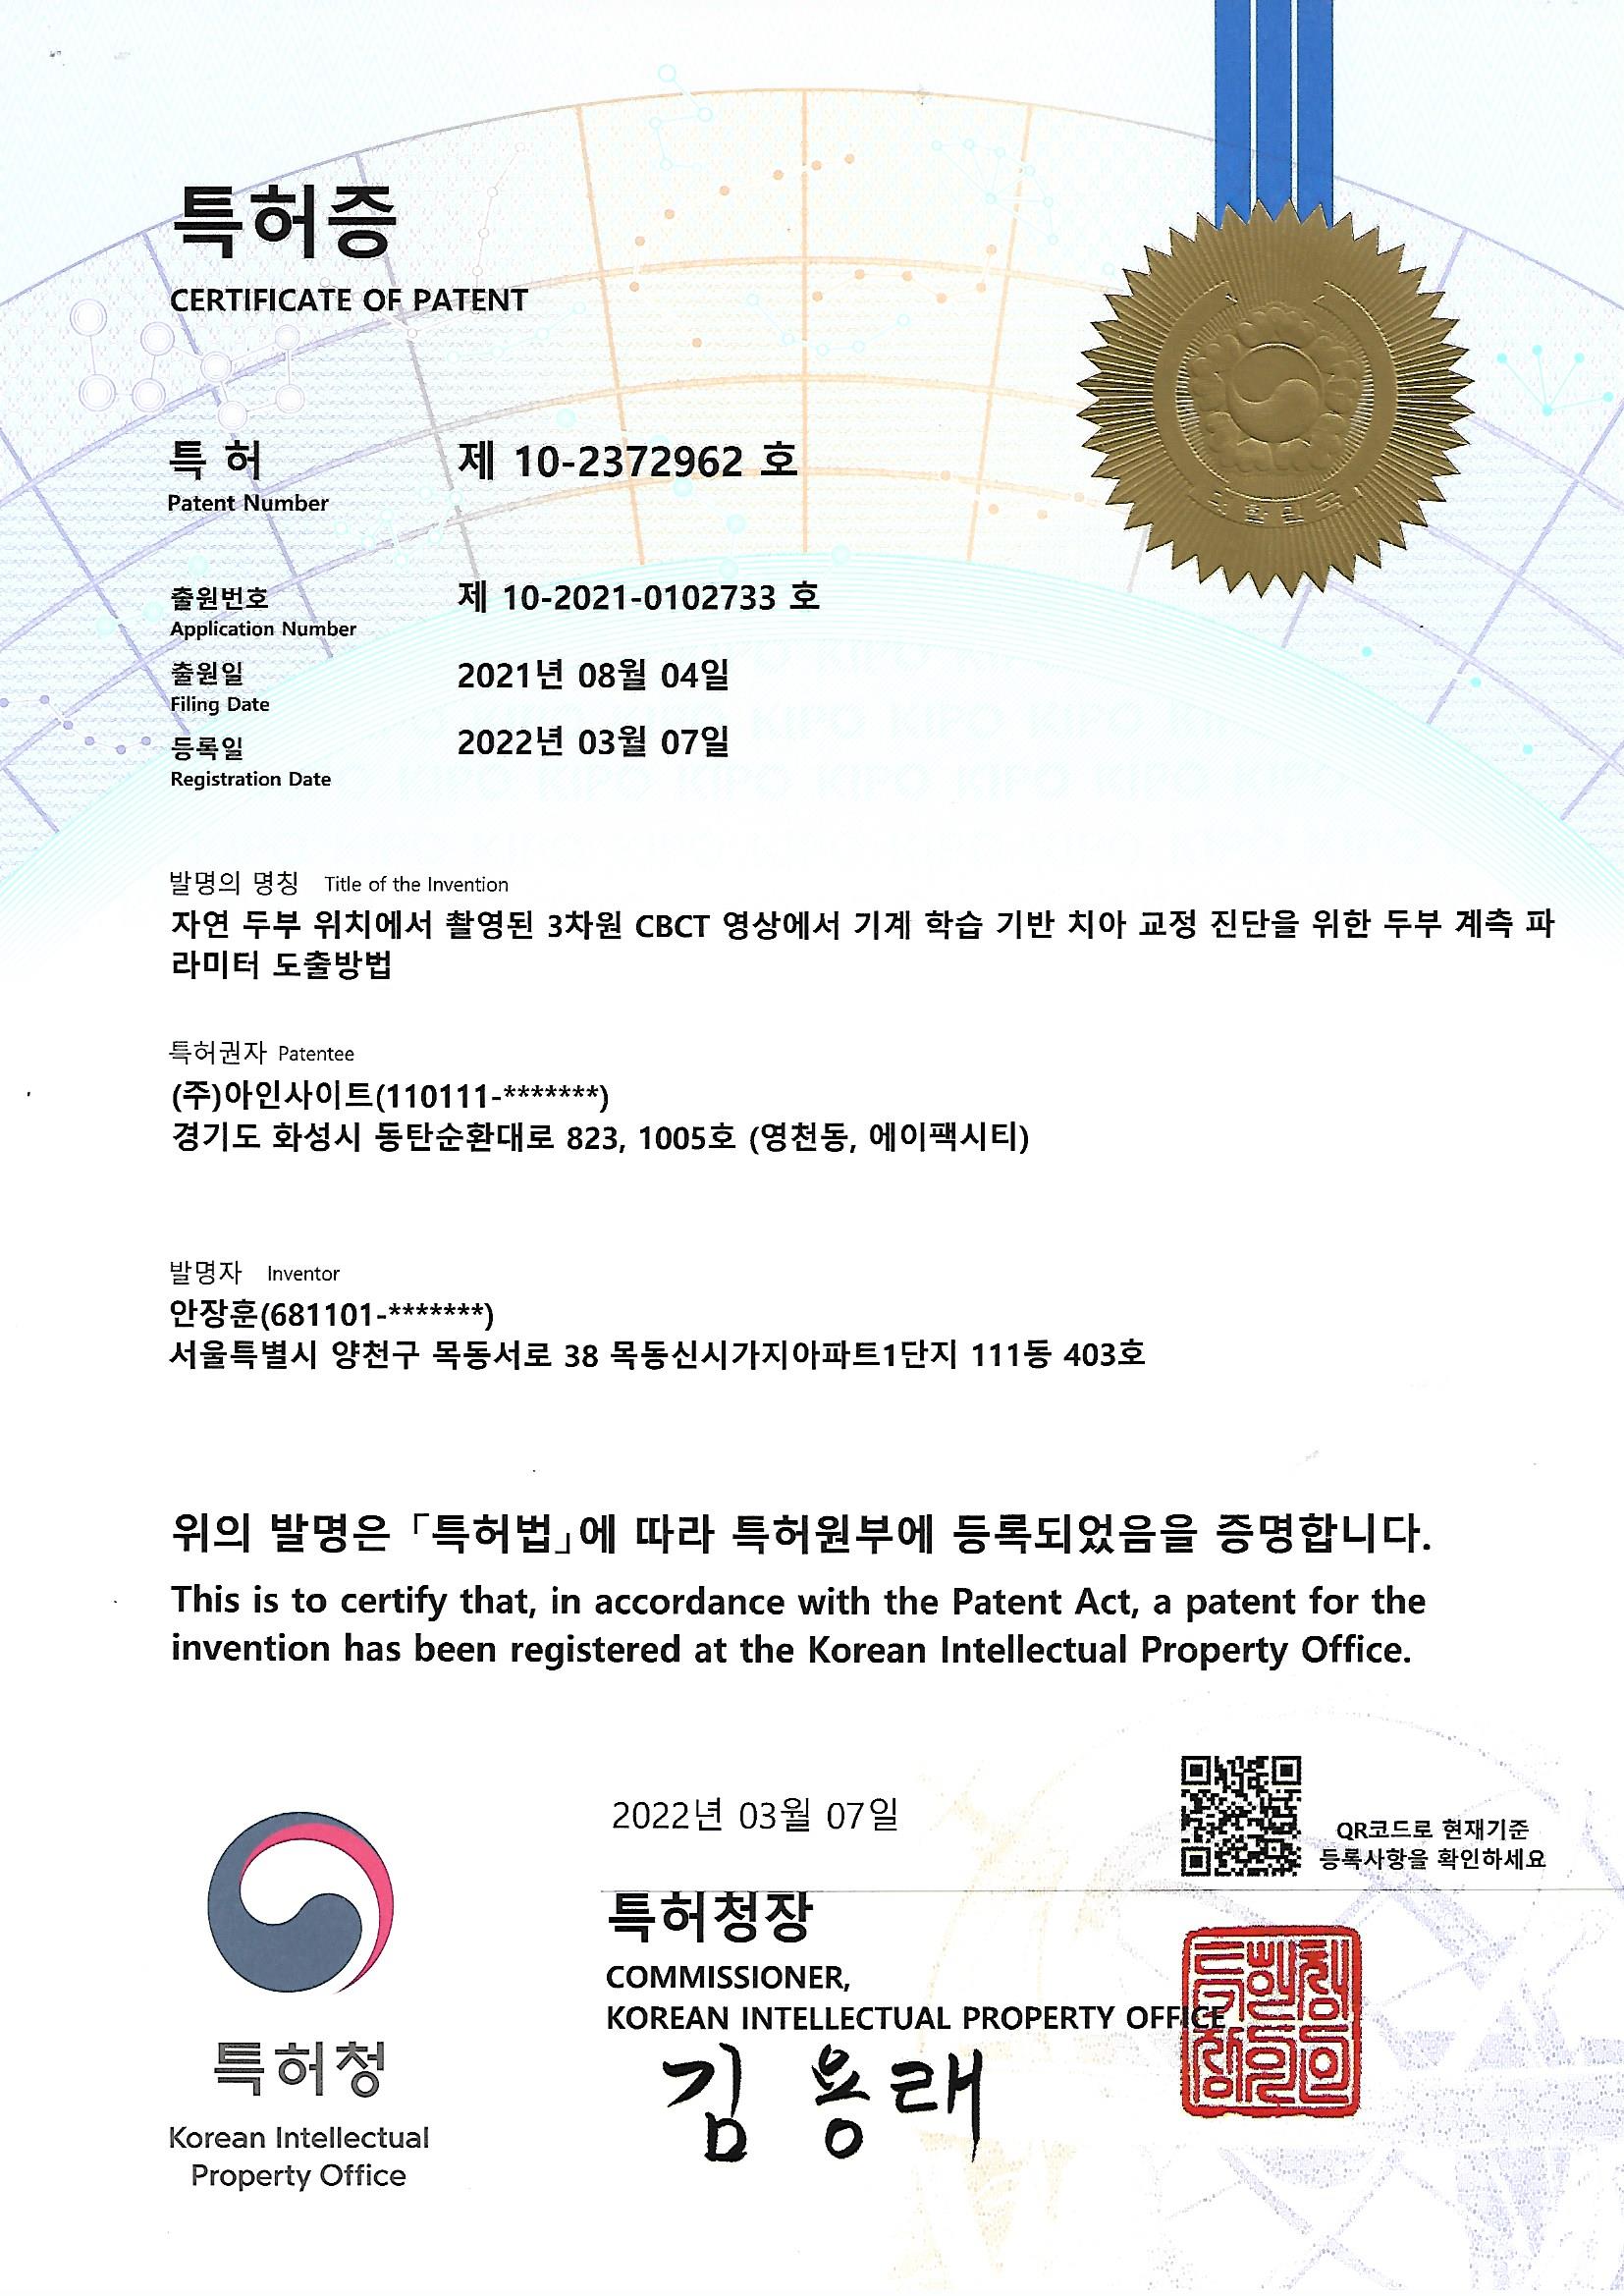 특허증
CERTIFICATE OF PATENT
특 허 제 10-2372962 호
Patent Number
출원번호 제 10-2021-0102733 호
Application Number
출원일 2021년 08월 04일
Filing Date
등록일 2022년 03월 07일
Registration Date
발명의 명칭 Title of the Invention
자연 두부 위치에서 촬영된 3차원 CBCT 영상에서 기계 학습 기반 치아 교정 진단을 위한 두부 계측 파
라미터 도출방법
특허권자 Patentee
(주)아인사이트(110111-*******)
경기도 화성시 동탄순환대로 823, 1005호 (영천동, 에이팩시티)
발명자 Inventor
안장훈(681101-*******)
서울특별시 양천구 목동서로 38 목동신시가지아파트1단지 111동 403호
위의 발명은 「특허법」에 따라 특허원부에 등록되었음을 증명합니다.
This is to certify that, in accordance with the Patent Act, a patent for the
invention has been registered at the Korean Intellectual Property Office.
2022년 03월 07일
QR코드로 현재기준
등록사항을 확인하세요
특허청장
COMMISSIONER,
KOREAN INTELLECTUAL PROPERTY OFFICE
김용래
특허청
Korean Intellectual
Property Office